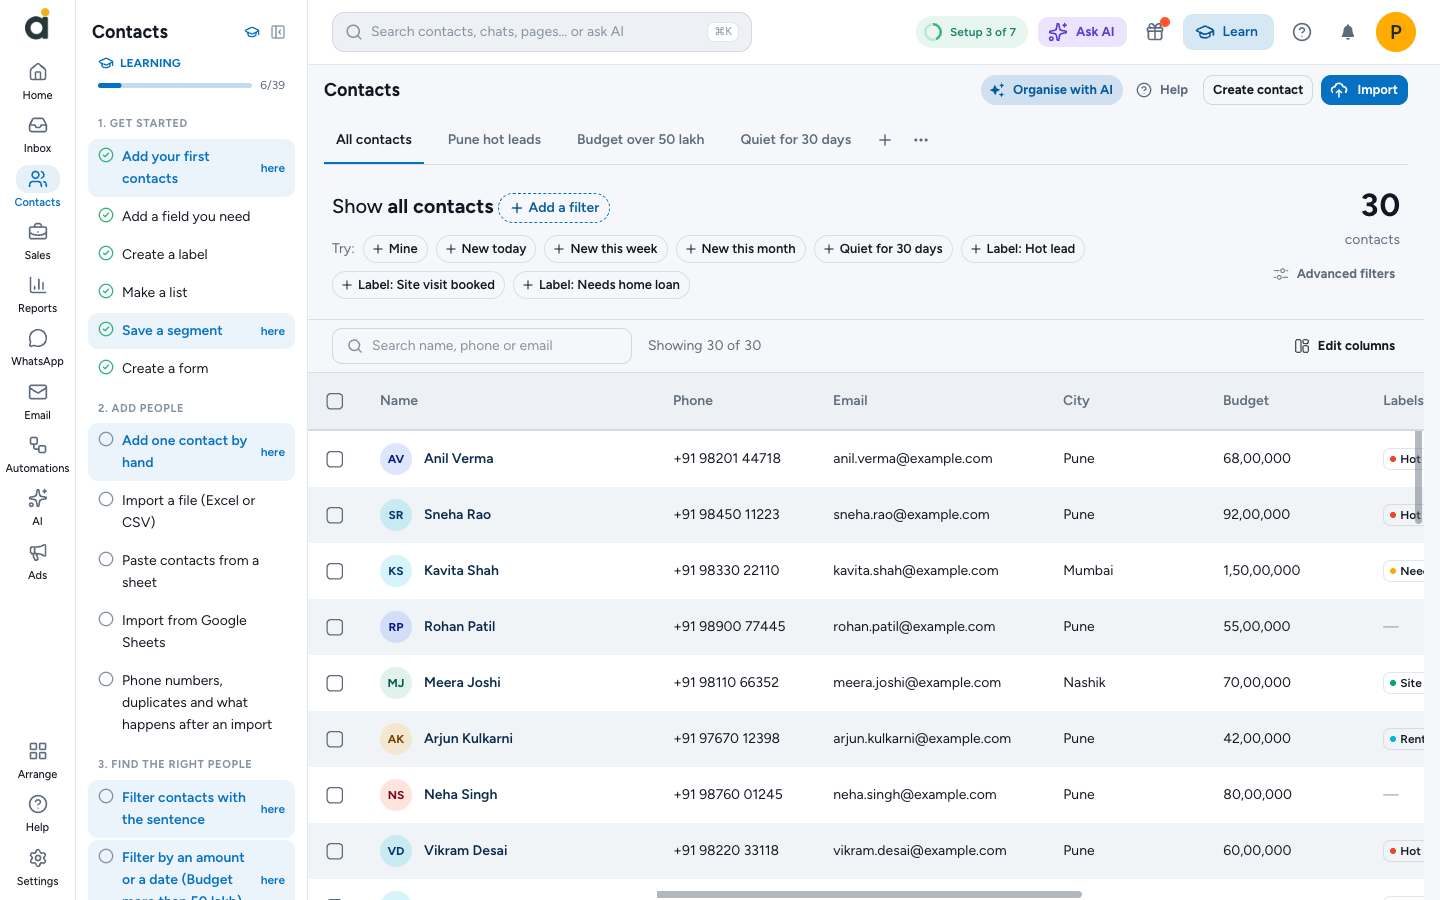 Contacts
LEARNING
6/39
1. GET STARTED
Add your first
contacts
here
Add a field you need
Create a label
Make a list
Save a segment
here
Create a form
2. ADD PEOPLE
Add one contact by
hand
here
Import a file (Excel or
CSV)
Paste contacts from a
sheet
Import from Google
Sheets
Phone numbers,
duplicates and what
happens after an import
3. FIND THE RIGHT PEOPLE
Filter contacts with
the sentence
here
Filter by an amount
or a date (Budget
here
more than 50 lakh)
Home
Inbox
Contacts
Sales
Reports
WhatsApp
Email
Automations
AI
Ads
Arrange
Help
Settings
Search contacts, chats, pages... or ask AI
⌘K
Setup 3 of 7
Ask AI
Learn
P
Contacts
Organise with AI
Help
Create contact
Import
All contacts
Pune hot leads
Budget over 50 lakh
Quiet for 30 days
Show all contacts
+ Add a filter
30
contacts
Try:
+ Mine
+ New today
+ New this week
+ New this month
+ Quiet for 30 days
+ Label: Hot lead
+ Label: Site visit booked
+ Label: Needs home loan
Advanced filters
Search name, phone or email
Showing 30 of 30
Edit columns
Name Phone Email City Budget Labels
AV Anil Verma +91 98201 44718 anil.verma@example.com Pune 68,00,000 Hot
SR Sneha Rao +91 98450 11223 sneha.rao@example.com Pune 92,00,000 Hot
KS Kavita Shah +91 98330 22110 kavita.shah@example.com Mumbai 1,50,00,000
RP Rohan Patil +91 98900 77445 rohan.patil@example.com Pune 55,00,000 —
MJ Meera Joshi +91 98110 66352 meera.joshi@example.com Nashik 70,00,000 Site
AK Arjun Kulkarni +91 97670 12398 arjun.kulkarni@example.com Pune 42,00,000 Rent
NS Neha Singh +91 98760 01245 neha.singh@example.com Pune 80,00,000 —
VD Vikram Desai +91 98220 33118 vikram.desai@example.com Pune 60,00,000 Hot